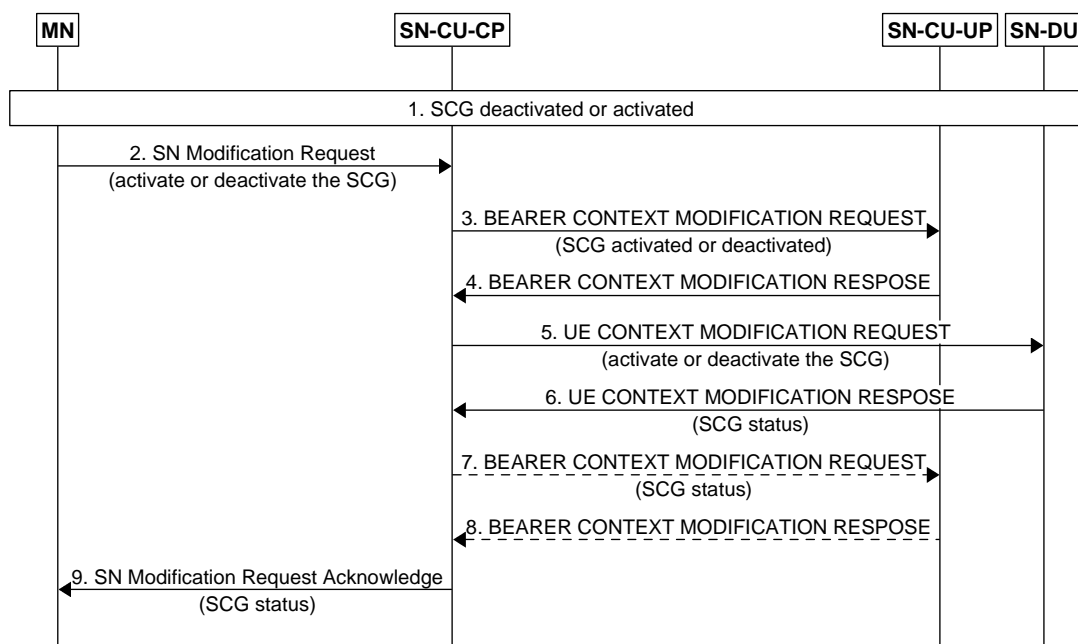 MN
SN-CU-CP
SN-CU-UP
SN-DU
1. SCG deactivated or activated
2. SN Modification Request
(activate or deactivate the SCG)
3. BEARER CONTEXT MODIFICATION REQUEST
(SCG activated or deactivated)
4. BEARER CONTEXT MODIFICATION RESPOSE
5. UE CONTEXT MODIFICATION REQUEST
(activate or deactivate the SCG)
6. UE CONTEXT MODIFICATION RESPOSE
(SCG status)
7. BEARER CONTEXT MODIFICATION REQUEST
(SCG status)
8. BEARER CONTEXT MODIFICATION RESPOSE
9. SN Modification Request Acknowledge
(SCG status)